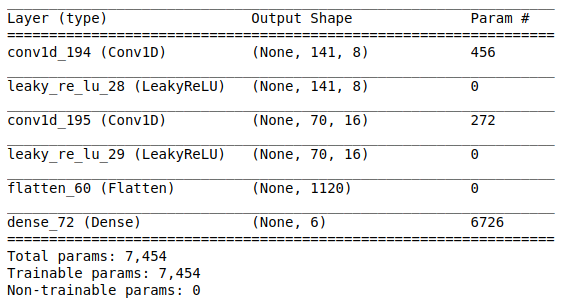 Layer (type) Output Shape Param #
conv1d_194 (Conv1D) (None, 141, 8) 456
leaky_re_lu_28 (LeakyReLU) (None, 141, 8) 0
conv1d_195 (Conv1D) (None, 70, 16) 272
leaky_re_lu_29 (LeakyReLU) (None, 70, 16) 0
flatten_60 (Flatten) (None, 1120) 0
dense_72 (Dense) (None, 6) 6726
Total params: 7,454
Trainable params: 7,454
Non-trainable params: 0